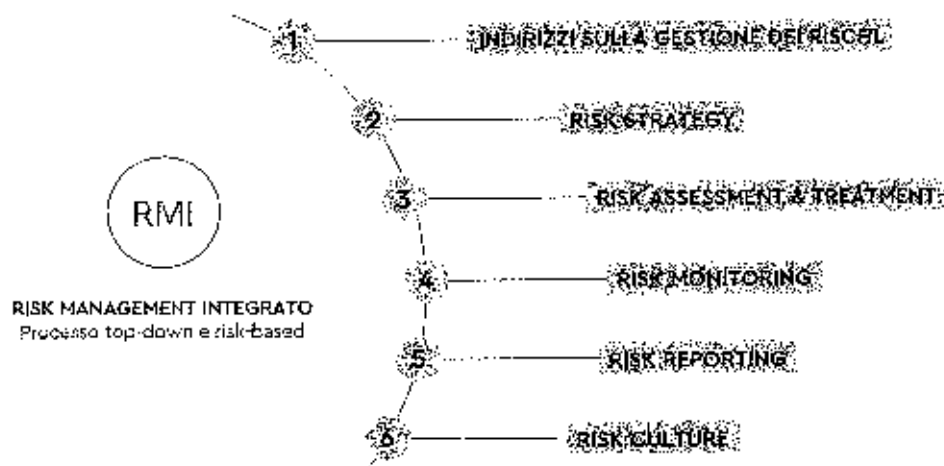 1 INDIRIZZI SULLA GESTIONE DEI RISCHI
2 RISK STRATEGY
3 RISK ASSESSMENT & TREATMENT
4 RISK MONITORING
5 RISK REPORTING
6 RISK CULTURE
RMI
RISK MANAGEMENT INTEGRATO
Processo top-down e risk-based